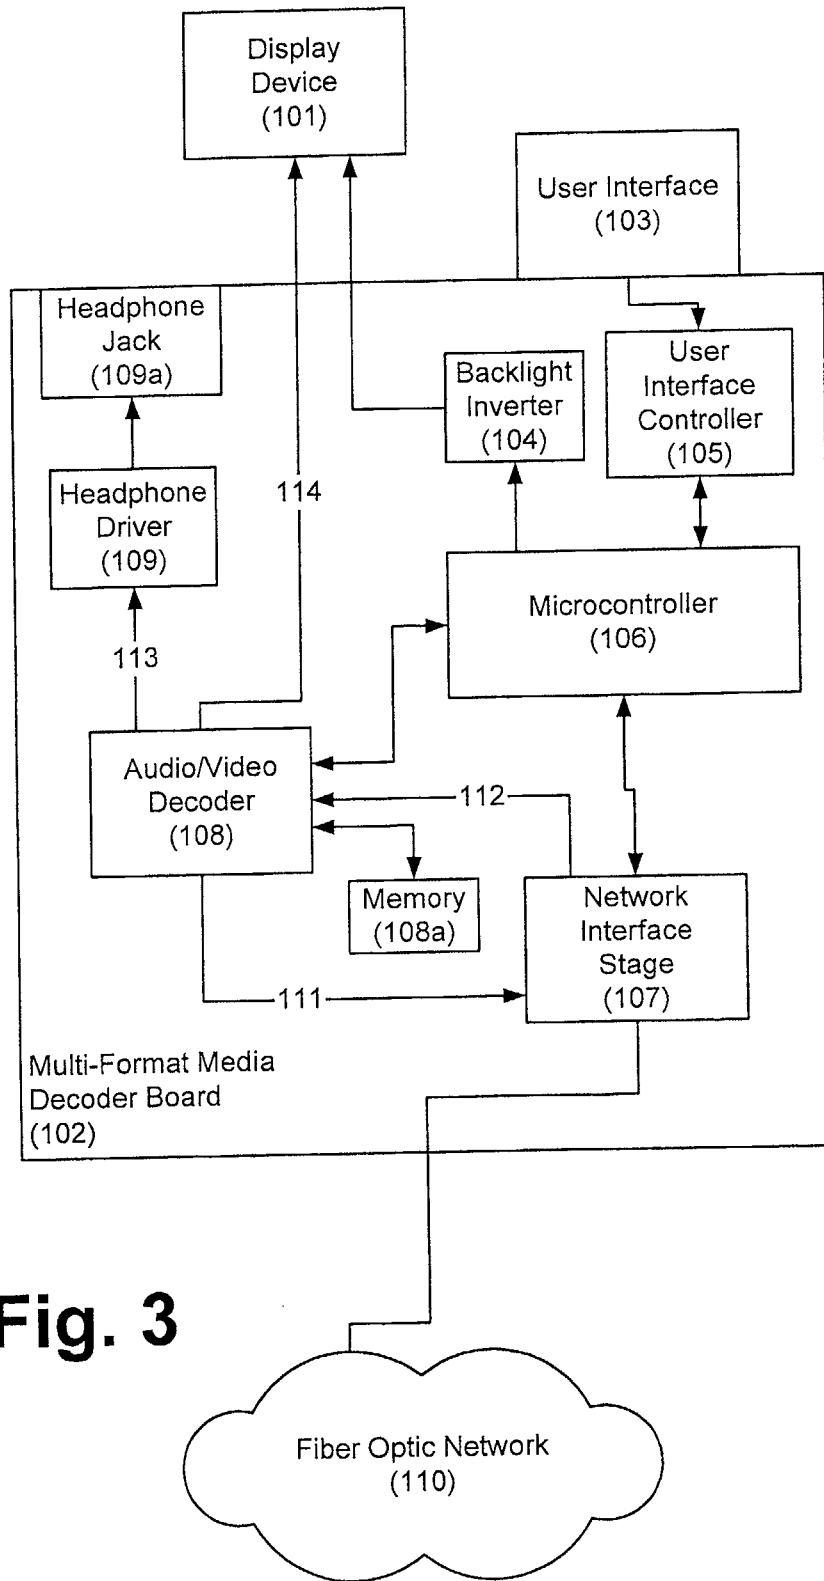 Display
Device
(101)
User Interface
(103)
Headphone
Jack
(109a)
Backlight
Inverter
(104)
User
Interface
Controller
(105)
Headphone
Driver
(109)
114
Microcontroller
(106)
113
Audio/Video
Decoder
(108)
112
Memory
(108a)
Network
Interface
Stage
(107)
111
Multi-Format Media
Decoder Board
(102)
Fig. 3
Fiber Optic Network
(110)